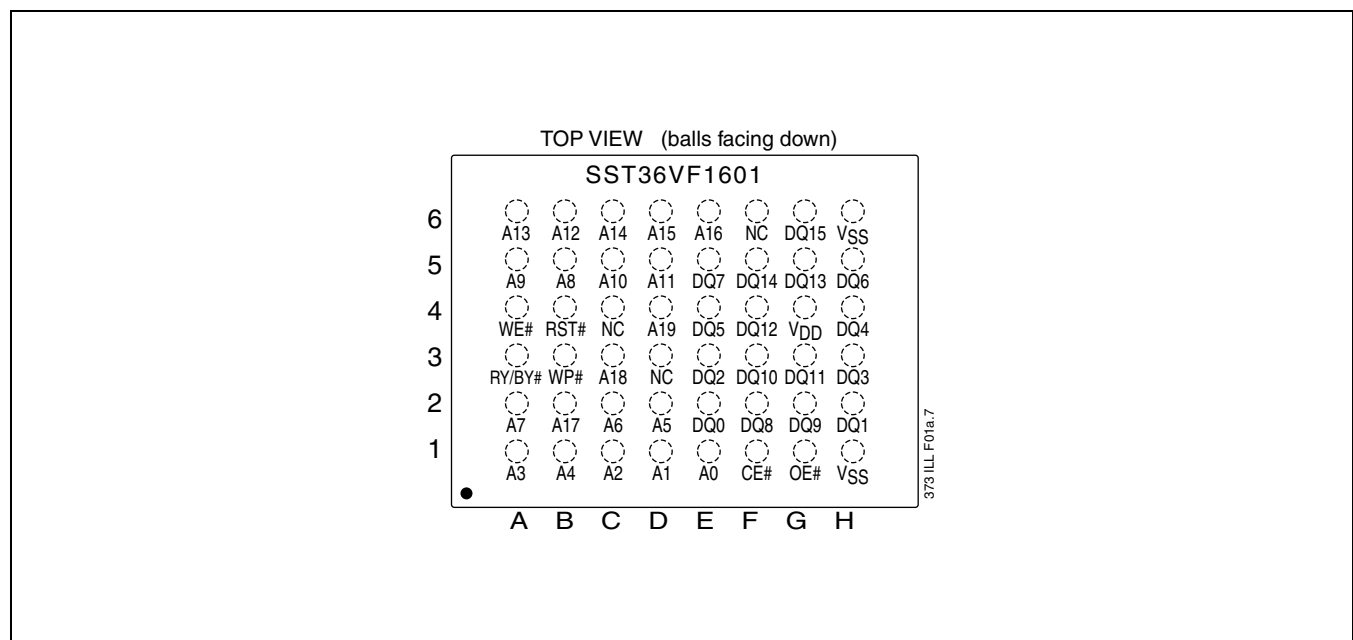 TOP VIEW (balls facing down)
SST36VF1601
6
A13 A12 A14 A15 A16 NC DQ15 VSS
5
A9 A8 A10 A11 DQ7 DQ14 DQ13 DQ6
4
WE# RST# NC A19 DQ5 DQ12 VDD DQ4
3
RY/BY# WP# A18 NC DQ2 DQ10 DQ11 DQ3
2
A7 A17 A6 A5 DQ0 DQ8 DQ9 DQ1
1
A3 A4 A2 A1 A0 CE# OE# VSS
A B C D E F G H
373 ILL F01a.7